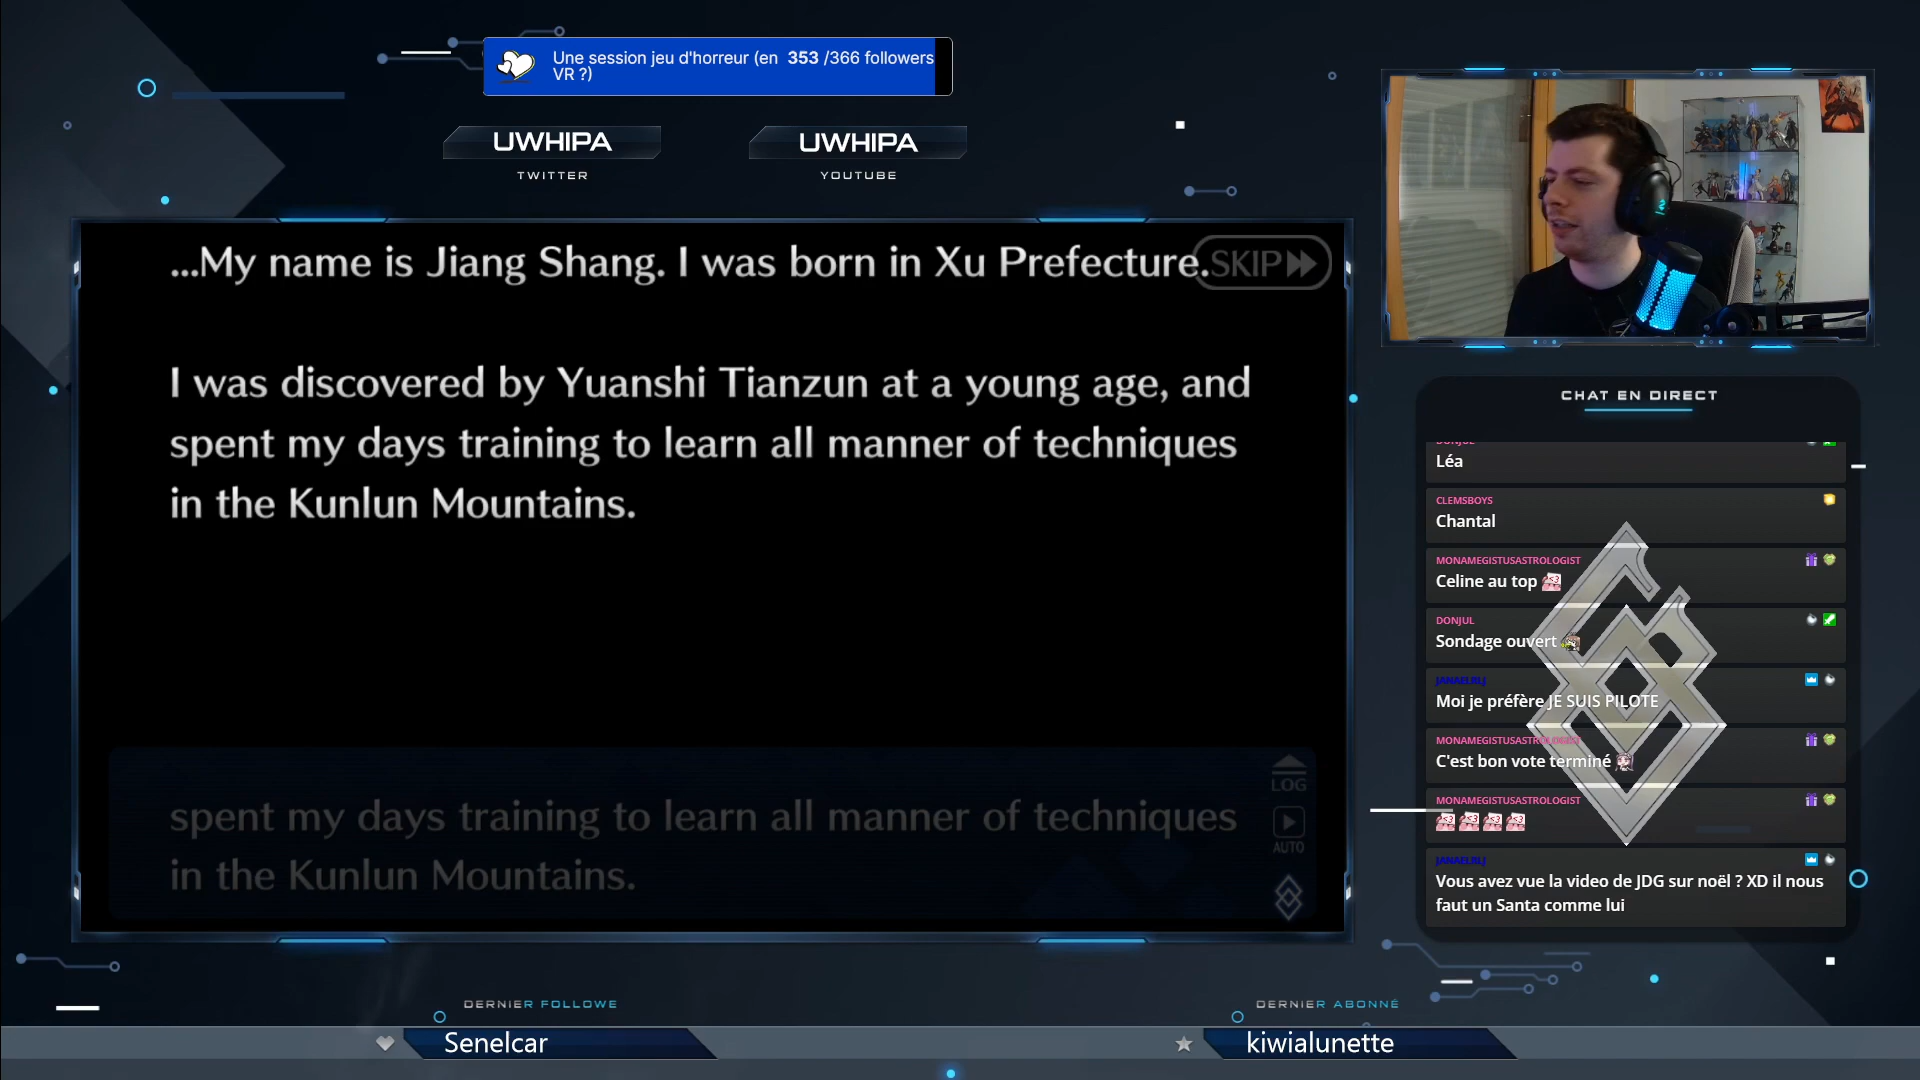 Une session jeu d'horreur (en 353 /366 followers
VR ?)
UWHIPA
TWITTER
UWHIPA
YOUTUBE
...My name is Jiang Shang. I was born in Xu Prefecture.
SKIP
I was discovered by Yuanshi Tianzun at a young age, and
spent my days training to learn all manner of techniques
in the Kunlun Mountains.
spent my days training to learn all manner of techniques
in the Kunlun Mountains.
LOG
AUTO
CHAT EN DIRECT
DONJUL
Léa
CLEMSBOYS
Chantal
MONAMEGISTUSASTROLOGIST
Celine au top
DONJUL
Sondage ouvert
Moi je préfère JE SUIS PILOTE
MONAMEGISTUSASTROLOGIST
C'est bon vote terminé
MONAMEGISTUSASTROLOGIST
Vous avez vue la video de JDG sur noël ? XD il nous
faut un Santa comme lui
DERNIER FOLLOWE
Senelcar
DERNIER ABONNÉ
kiwialunette